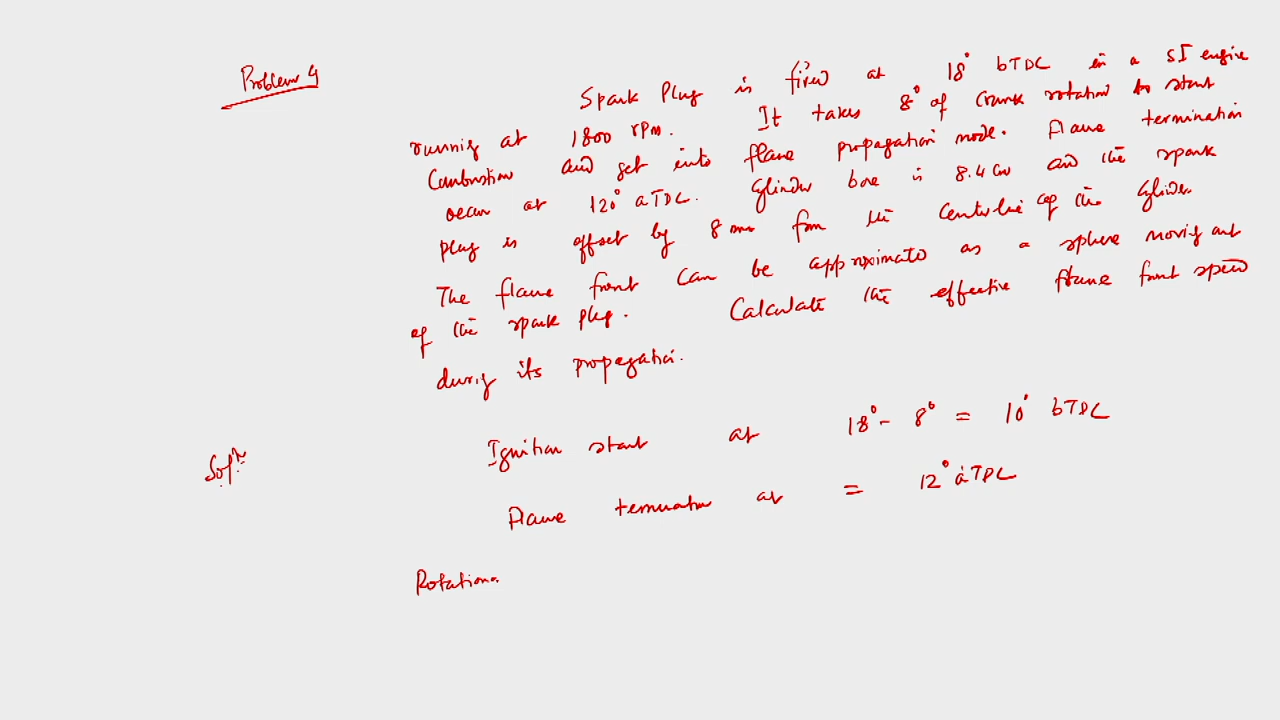 Problem 4
Spark Plug is fired at 18° bTDC in a SI engine
running at 1800 rpm. It takes 8° of Crank rotation to start
Combustion and get into flame propagation mode. Flame termination
occur at 120° aTDC. Cylinder bore is 8.4 cm and the spark
plug is offset by 8 mm from the centerline of the cylinder
The flame front can be approximated as a sphere moving out
of the spark plug. Calculate the effective flame front speed
during its propagation.
Sol^n:
Ignition start at 18° - 8° = 10° bTDC
Flame termination at = 12° aTDC
Rotation